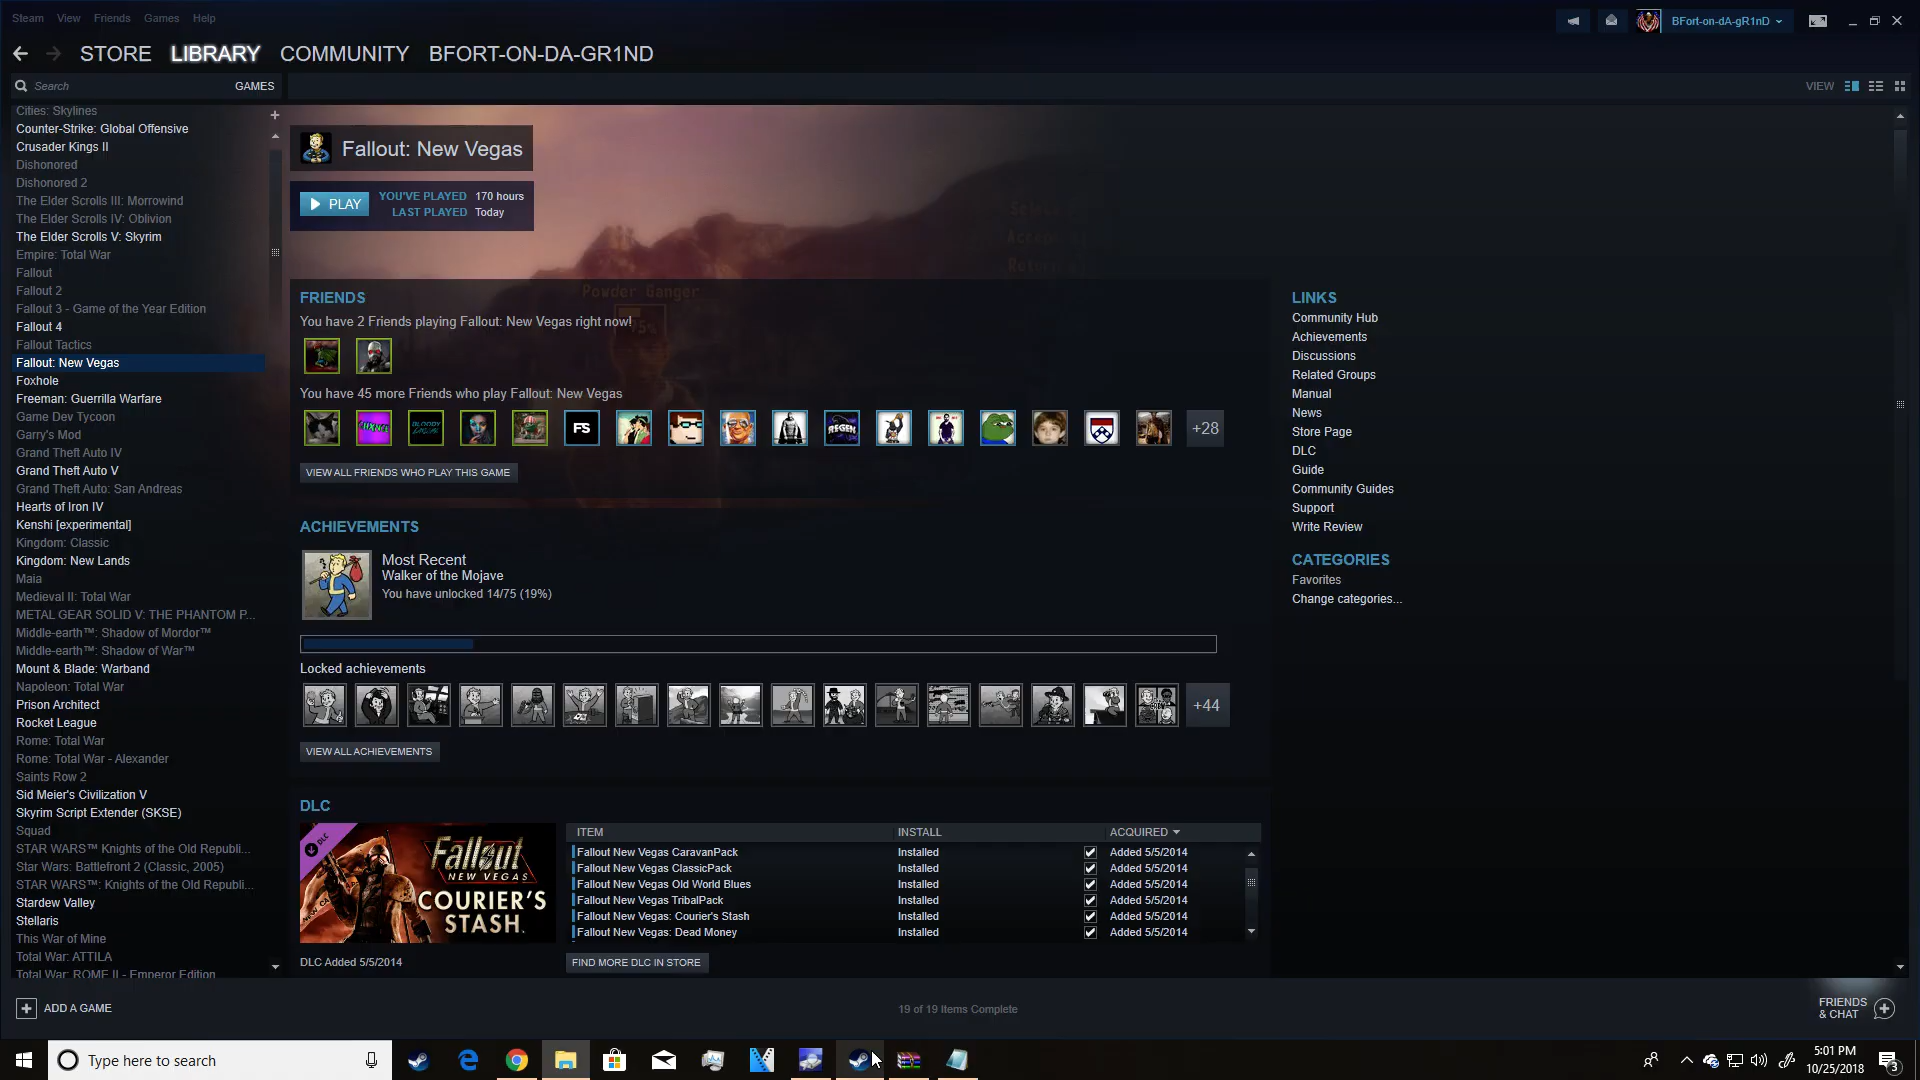 Steam View Friends Games Help
BFort-on-dA-gR1nD
STORE LIBRARY COMMUNITY BFORT-ON-DA-GR1ND
Search GAMES
VIEW
Cities: Skylines
Counter-Strike: Global Offensive
Crusader Kings II
Dishonored
Dishonored 2
The Elder Scrolls III: Morrowind
The Elder Scrolls IV: Oblivion
The Elder Scrolls V: Skyrim
Empire: Total War
Fallout
Fallout 2
Fallout 3 - Game of the Year Edition
Fallout 4
Fallout Tactics
Fallout: New Vegas
Foxhole
Freeman: Guerrilla Warfare
Game Dev Tycoon
Garry's Mod
Grand Theft Auto IV
Grand Theft Auto V
Grand Theft Auto: San Andreas
Hearts of Iron IV
Kenshi [experimental]
Kingdom: Classic
Kingdom: New Lands
Maia
Medieval II: Total War
METAL GEAR SOLID V: THE PHANTOM P...
Middle-earth™: Shadow of Mordor™
Middle-earth™: Shadow of War™
Mount & Blade: Warband
Napoleon: Total War
Prison Architect
Rocket League
Rome: Total War
Rome: Total War - Alexander
Saints Row 2
Sid Meier's Civilization V
Skyrim Script Extender (SKSE)
Squad
STAR WARS™ Knights of the Old Republi...
Star Wars: Battlefront 2 (Classic, 2005)
STAR WARS™: Knights of the Old Republi...
Stardew Valley
Stellaris
This War of Mine
Total War: ATTILA
Total War: ROME II - Emperor Edition
Fallout: New Vegas
PLAY
YOU'VE PLAYED 170 hours
LAST PLAYED Today
Powder Ganger
FRIENDS
You have 2 Friends playing Fallout: New Vegas right now!
You have 45 more Friends who play Fallout: New Vegas
FS
REGEN
+28
VIEW ALL FRIENDS WHO PLAY THIS GAME
ACHIEVEMENTS
Most Recent
Walker of the Mojave
You have unlocked 14/75 (19%)
Locked achievements
+44
VIEW ALL ACHIEVEMENTS
DLC
DLC
Fallout
NEW VEGAS
COURIER'S
STASH.
DLC Added 5/5/2014
ITEM INSTALL ACQUIRED
Fallout New Vegas CaravanPack Installed Added 5/5/2014
Fallout New Vegas ClassicPack Installed Added 5/5/2014
Fallout New Vegas Old World Blues Installed Added 5/5/2014
Fallout New Vegas TribalPack Installed Added 5/5/2014
Fallout New Vegas: Courier's Stash Installed Added 5/5/2014
Fallout New Vegas: Dead Money Installed Added 5/5/2014
FIND MORE DLC IN STORE
LINKS
Community Hub
Achievements
Discussions
Related Groups
Manual
News
Store Page
DLC
Guide
Community Guides
Support
Write Review
CATEGORIES
Favorites
Change categories...
ADD A GAME
19 of 19 Items Complete
FRIENDS
& CHAT
Type here to search
5:01 PM
10/25/2018
3